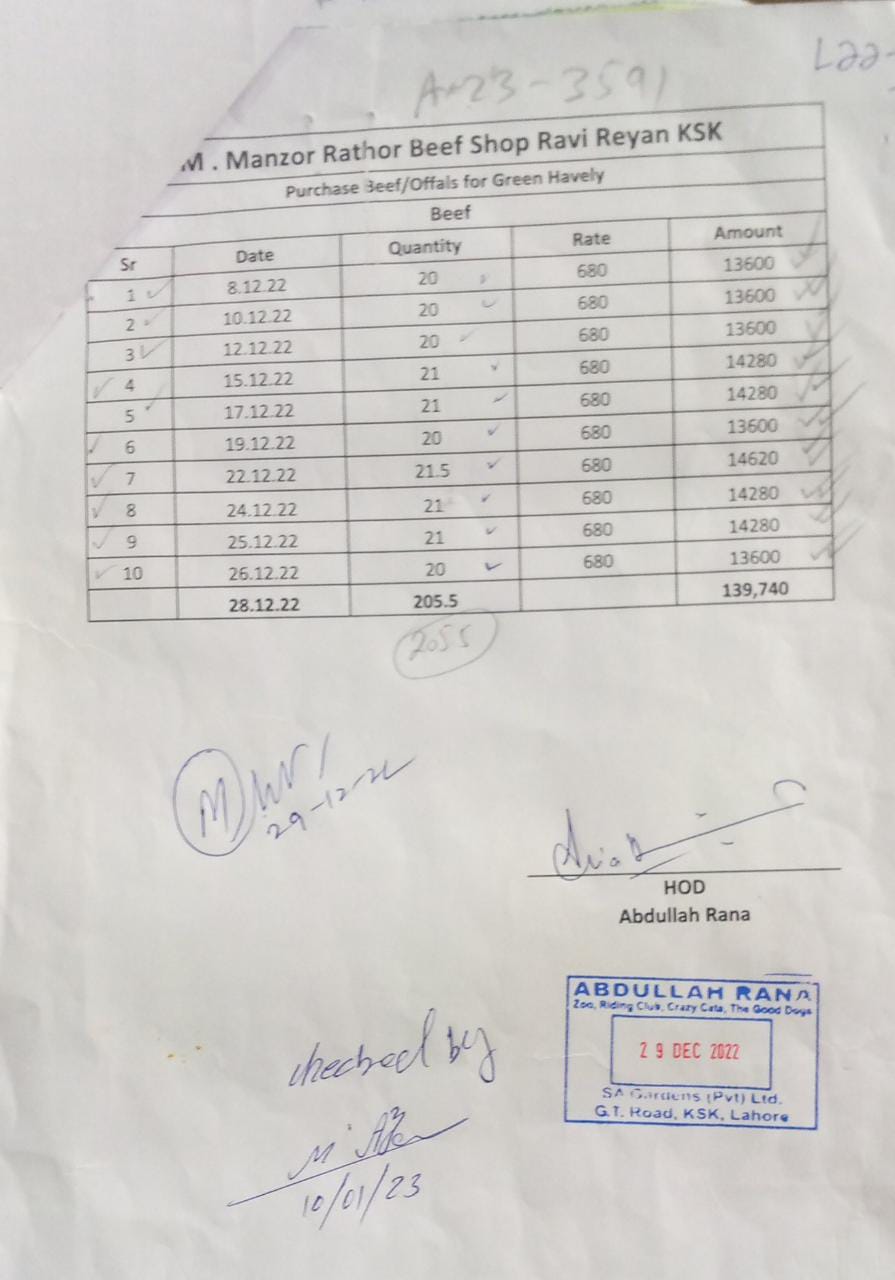 Laa-
A-23-3591
M . Manzor Rathor Beef Shop Ravi Reyan KSK
Purchase Beef/Offals for Green Havely
Beef
Sr Date Quantity Rate Amount
1 8.12.22 20 680 13600
2 10.12.22 20 680 13600
3 12.12.22 20 680 13600
4 15.12.22 21 680 14280
5 17.12.22 21 680 14280
6 19.12.22 20 680 13600
7 22.12.22 21.5 680 14620
8 24.12.22 21 680 14280
9 25.12.22 21 680 14280
10 26.12.22 20 680 13600
28.12.22 205.5 139,740
2055
M
29-12-22
HOD
Abdullah Rana
ABDULLAH RANA
Zoo, Riding Club, Crazy Cats, The Good Dogs
29 DEC 2022
SA Gardens (Pvt) Ltd.
G.T. Road, KSK, Lahore
checked by
10/01/23